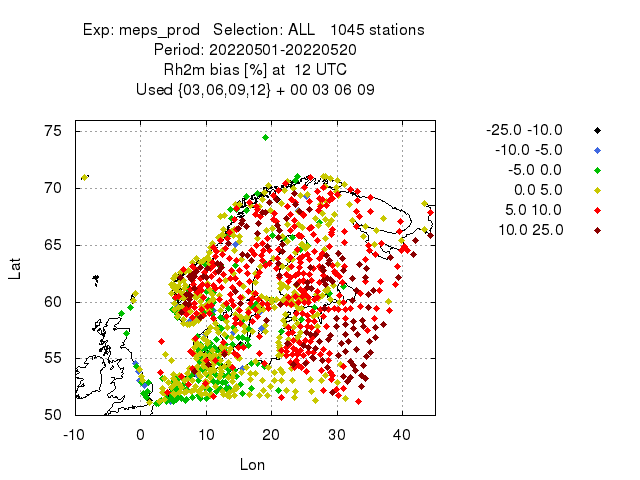 Exp: meps_prod   Selection: ALL   1045 stations
Period: 20220501-20220520
Rh2m bias [%] at  12 UTC
Used {03,06,09,12} + 00 03 06 09
75
70
65
60
55
50
Lat
-10 0 10 20 30 40
Lon
-25.0 -10.0
-10.0 -5.0
-5.0 0.0
0.0 5.0
5.0 10.0
10.0 25.0